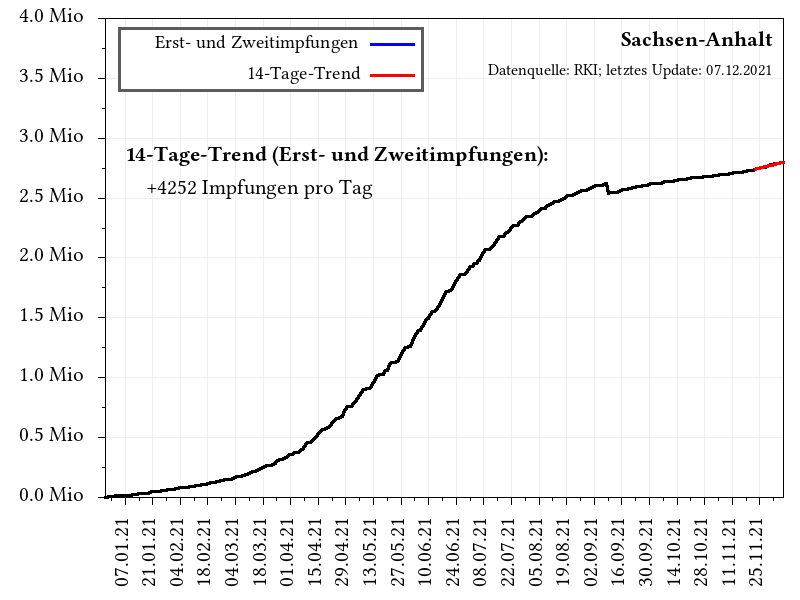 4.0 Mio
3.5 Mio
3.0 Mio
2.5 Mio
2.0 Mio
1.5 Mio
1.0 Mio
0.5 Mio
0.0 Mio
Erst- und Zweitimpfungen
14-Tage-Trend
Sachsen-Anhalt
Datenquelle: RKI; letztes Update: 07.12.2021
14-Tage-Trend (Erst- und Zweitimpfungen):
+4252 Impfungen pro Tag
07.01.21
21.01.21
04.02.21
18.02.21
04.03.21
18.03.21
01.04.21
15.04.21
29.04.21
13.05.21
27.05.21
10.06.21
24.06.21
08.07.21
22.07.21
05.08.21
19.08.21
02.09.21
16.09.21
30.09.21
14.10.21
28.10.21
11.11.21
25.11.21